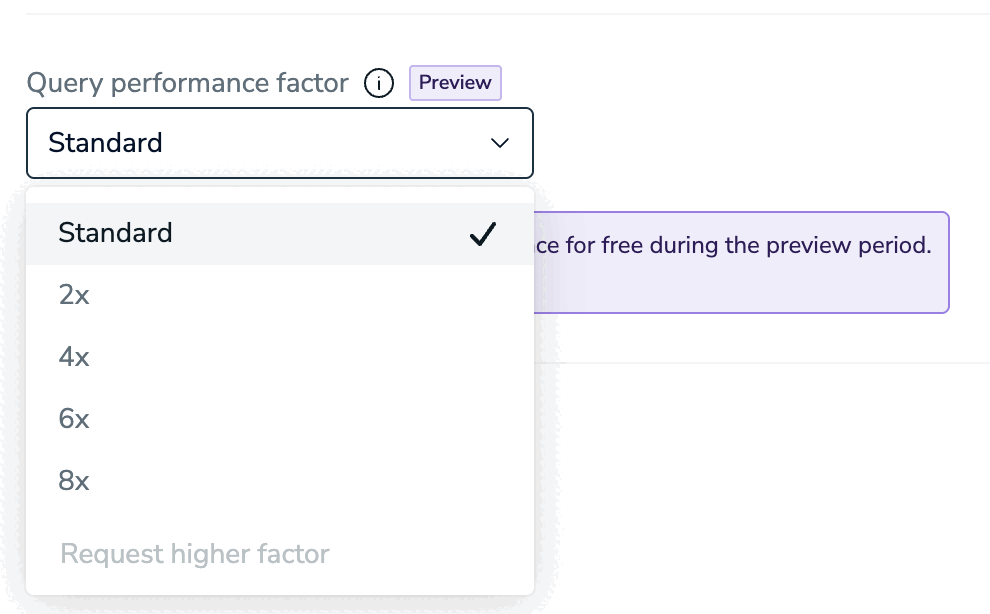 Query performance factor
Preview
Standard
Standard
for free during the preview period.
2x
4x
6x
8x
Request higher factor